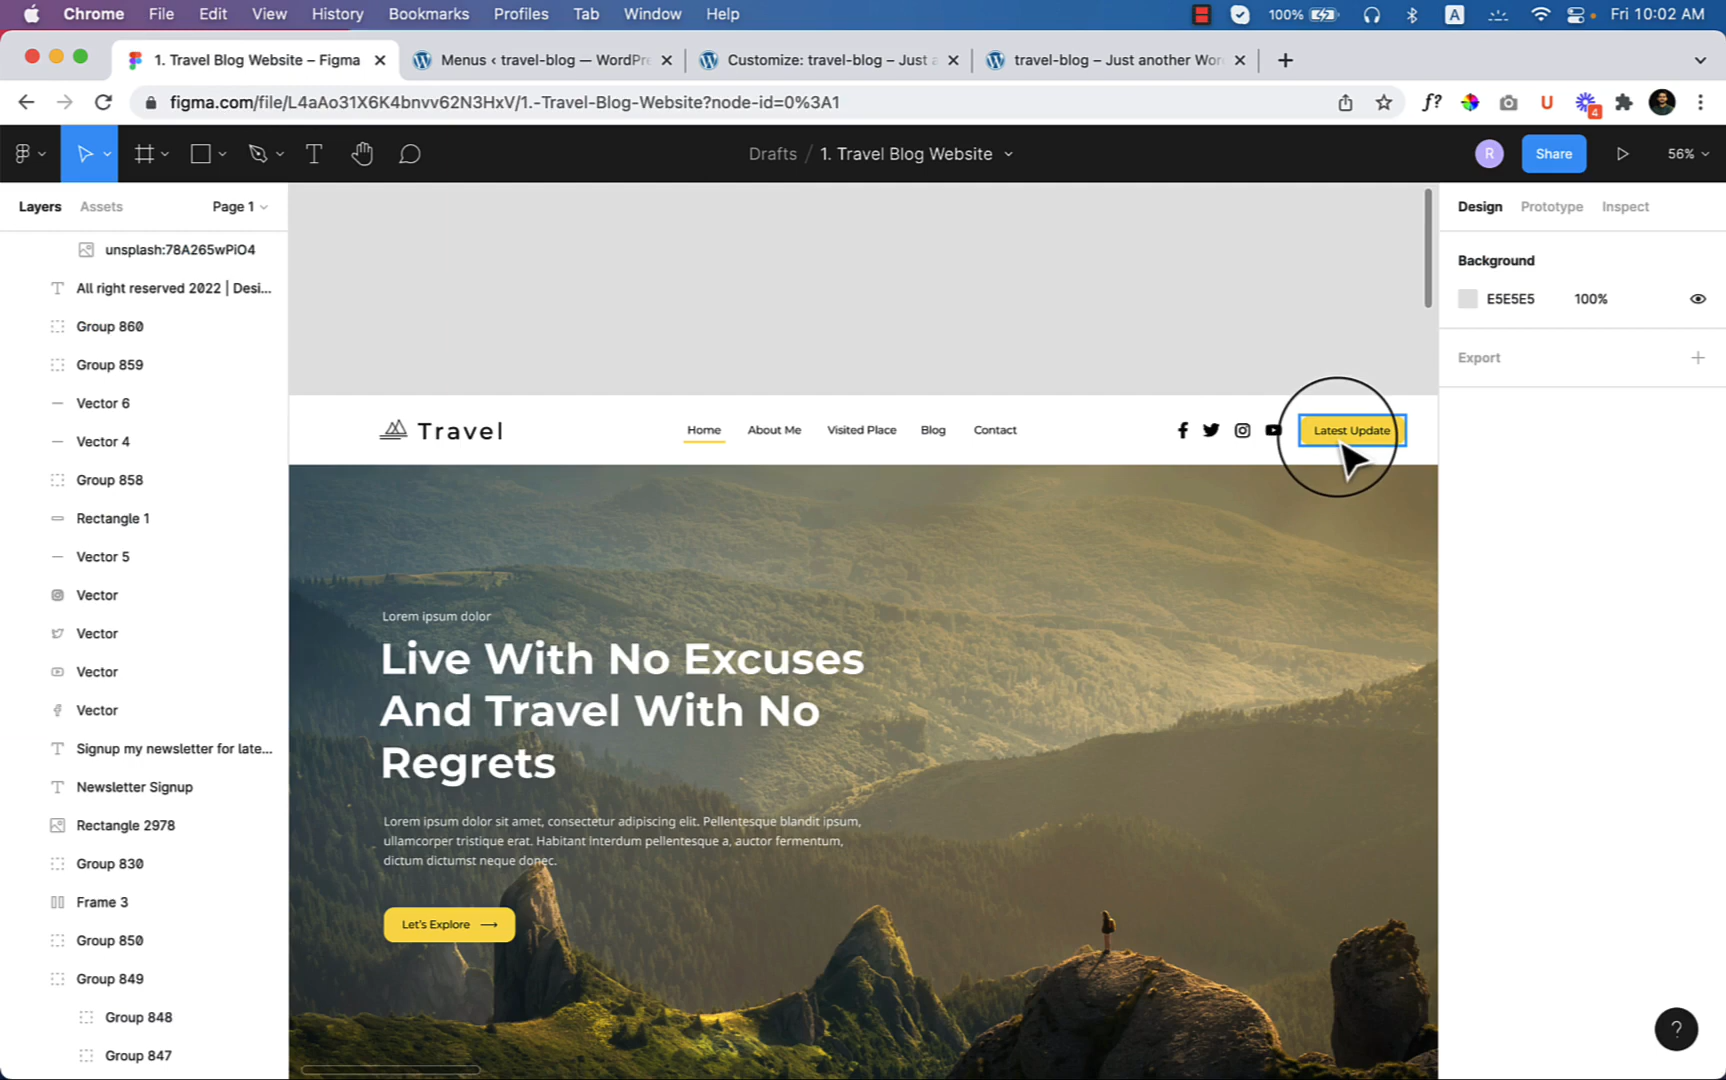 Chrome File Edit View History Bookmarks Profiles Tab Window Help 100% A Fri 10:02 AM
1. Travel Blog Website – Figma
Menus ‹ travel-blog — WordPre
Customize: travel-blog – Just a
travel-blog – Just another Wor
figma.com/file/L4aAo31X6K4bnvv62N3HxV/1.-Travel-Blog-Website?node-id=0%3A1
f? U 4
Drafts / 1. Travel Blog Website
R Share 56%
Layers Assets Page 1
Design Prototype Inspect
unsplash:78A265wPiO4
All right reserved 2022 | Desi...
Group 860
Group 859
Vector 6
Vector 4
Group 858
Rectangle 1
Vector 5
Vector
Vector
Vector
Vector
Signup my newsletter for late...
Newsletter Signup
Rectangle 2978
Group 830
Frame 3
Group 850
Group 849
Group 848
Group 847
Background
E5E5E5 100%
Export
Travel
Home About Me Visited Place Blog Contact
Latest Update
Lorem ipsum dolor
Live With No Excuses
And Travel With No
Regrets
Lorem ipsum dolor sit amet, consectetur adipiscing elit. Pellentesque blandit ipsum,
ullamcorper tristique erat. Habitant interdum pellentesque a, auctor fermentum,
dictum dictumst neque donec.
Let's Explore
?